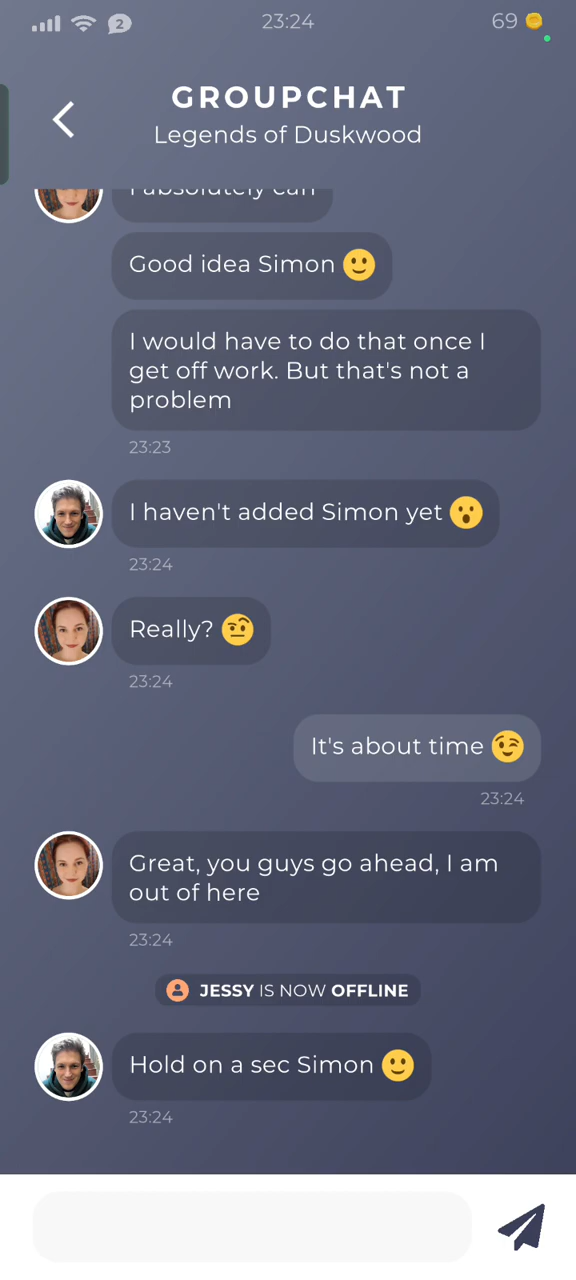 2
23:24
69
GROUPCHAT
Legends of Duskwood
I absolutely can
Good idea Simon 🙂
I would have to do that once I
get off work. But that's not a
problem
23:23
I haven't added Simon yet 😮
23:24
Really? 🤨
23:24
It's about time 😉
23:24
Great, you guys go ahead, I am
out of here
23:24
JESSY IS NOW OFFLINE
Hold on a sec Simon 🙂
23:24